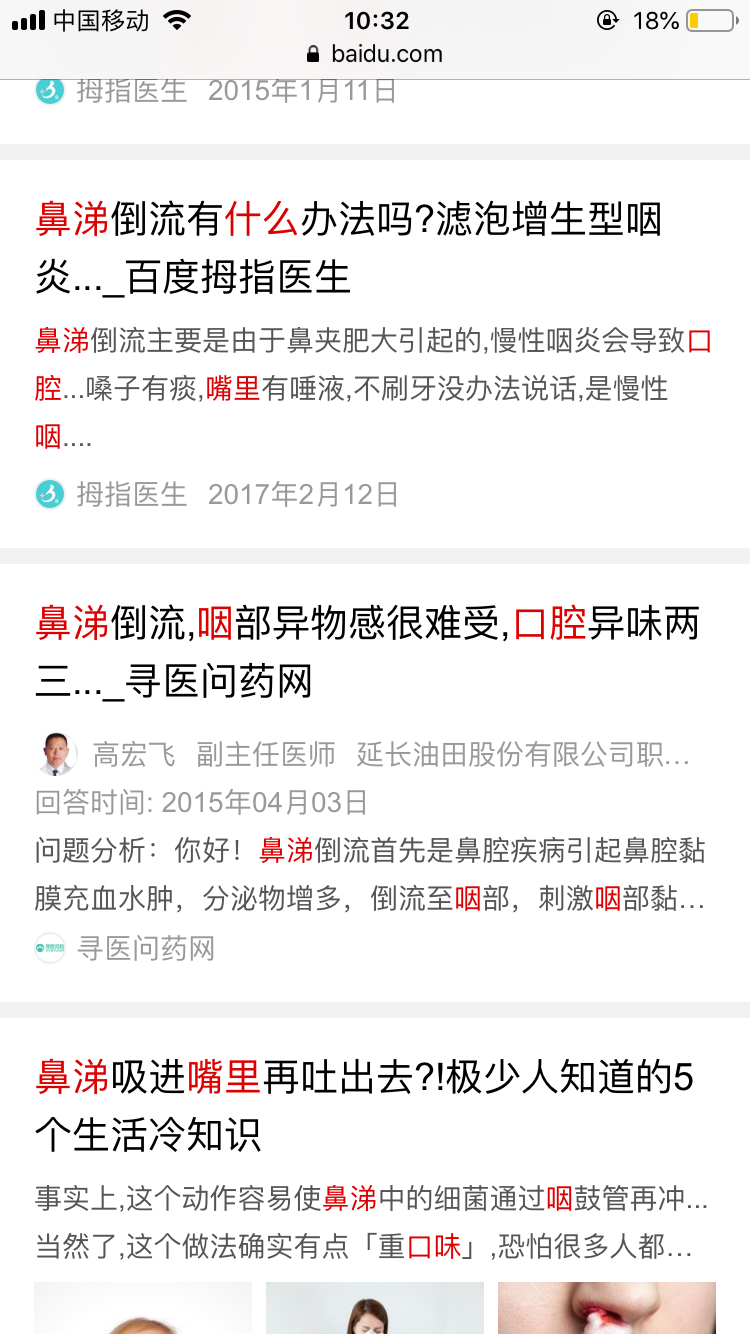 中国移动 10:32 18%
baidu.com
拇指医生 2015年1月11日
鼻涕倒流有什么办法吗?滤泡增生型咽
炎..._百度拇指医生
鼻涕倒流主要是由于鼻夹肥大引起的,慢性咽炎会导致口
腔...嗓子有痰,嘴里有唾液,不刷牙没办法说话,是慢性
咽....
拇指医生 2017年2月12日
鼻涕倒流,咽部异物感很难受,口腔异味两
三..._寻医问药网
高宏飞 副主任医师 延长油田股份有限公司职...
回答时间: 2015年04月03日
问题分析：你好！鼻涕倒流首先是鼻腔疾病引起鼻腔黏
膜充血水肿，分泌物增多，倒流至咽部，刺激咽部黏...
寻医问药网
鼻涕吸进嘴里再吐出去?!极少人知道的5
个生活冷知识
事实上,这个动作容易使鼻涕中的细菌通过咽鼓管再冲...
当然了,这个做法确实有点「重口味」,恐怕很多人都...